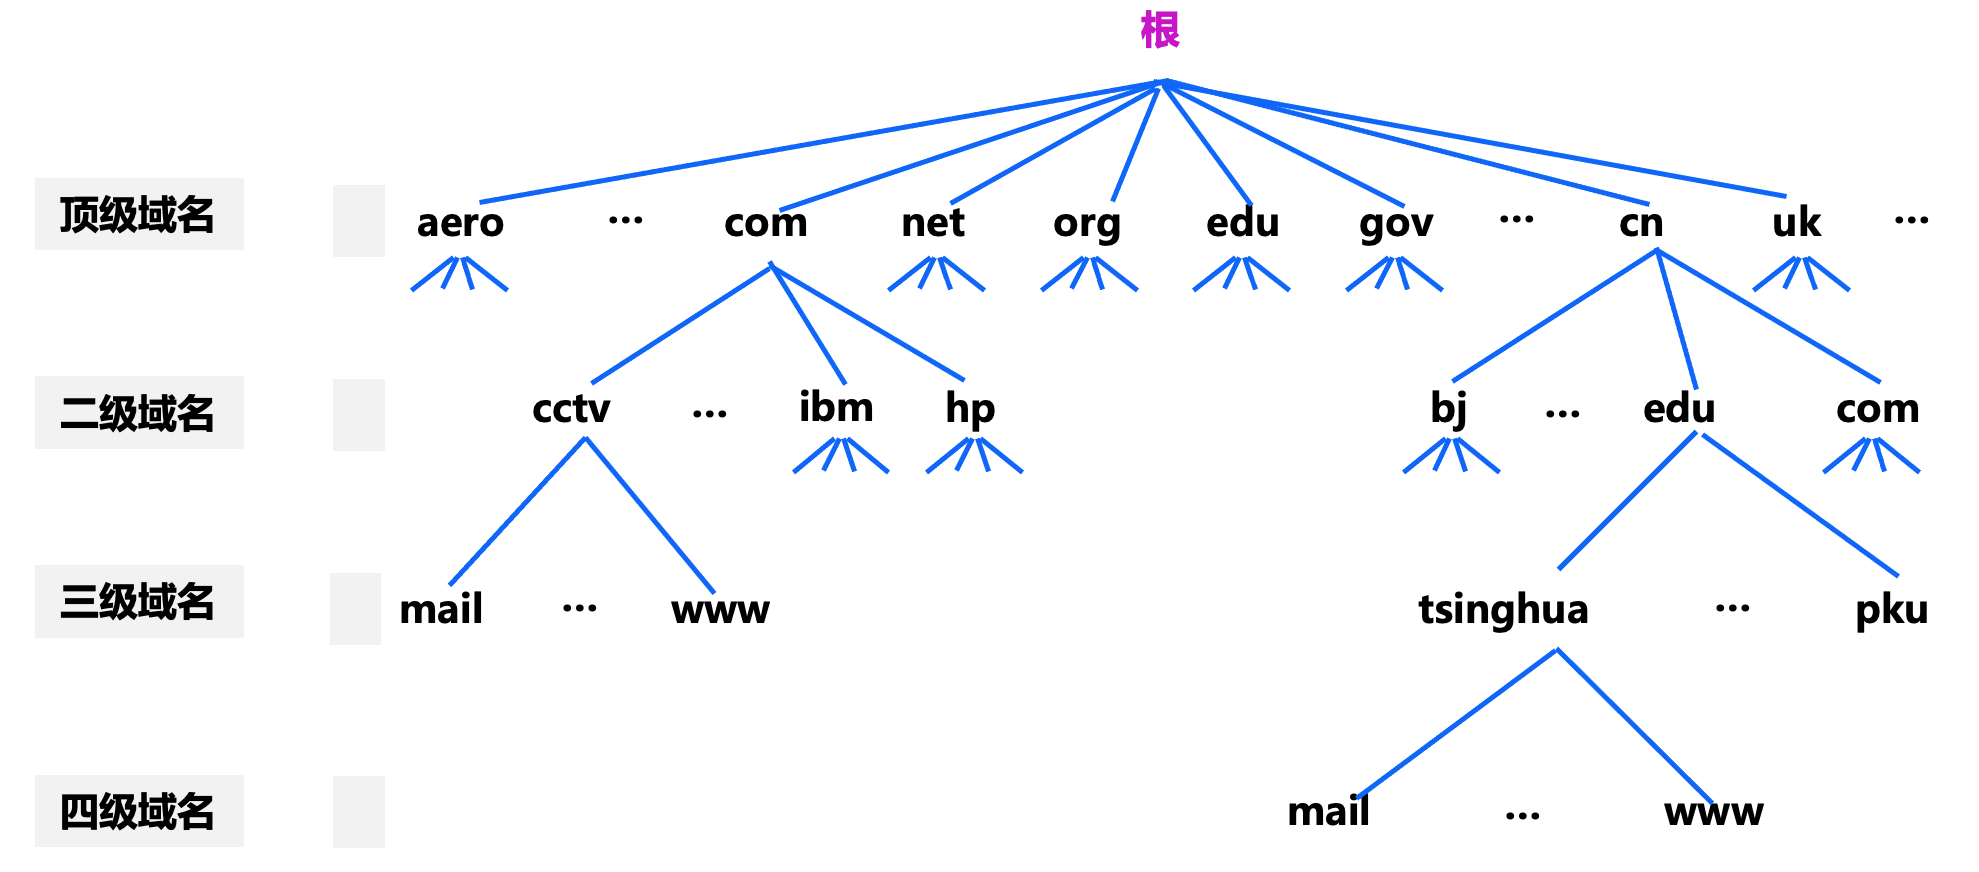 根
顶级域名 aero ... com net org edu gov ... cn uk ...
二级域名 cctv ... ibm hp bj ... edu com
三级域名 mail ... www tsinghua ... pku
四级域名 mail ... www